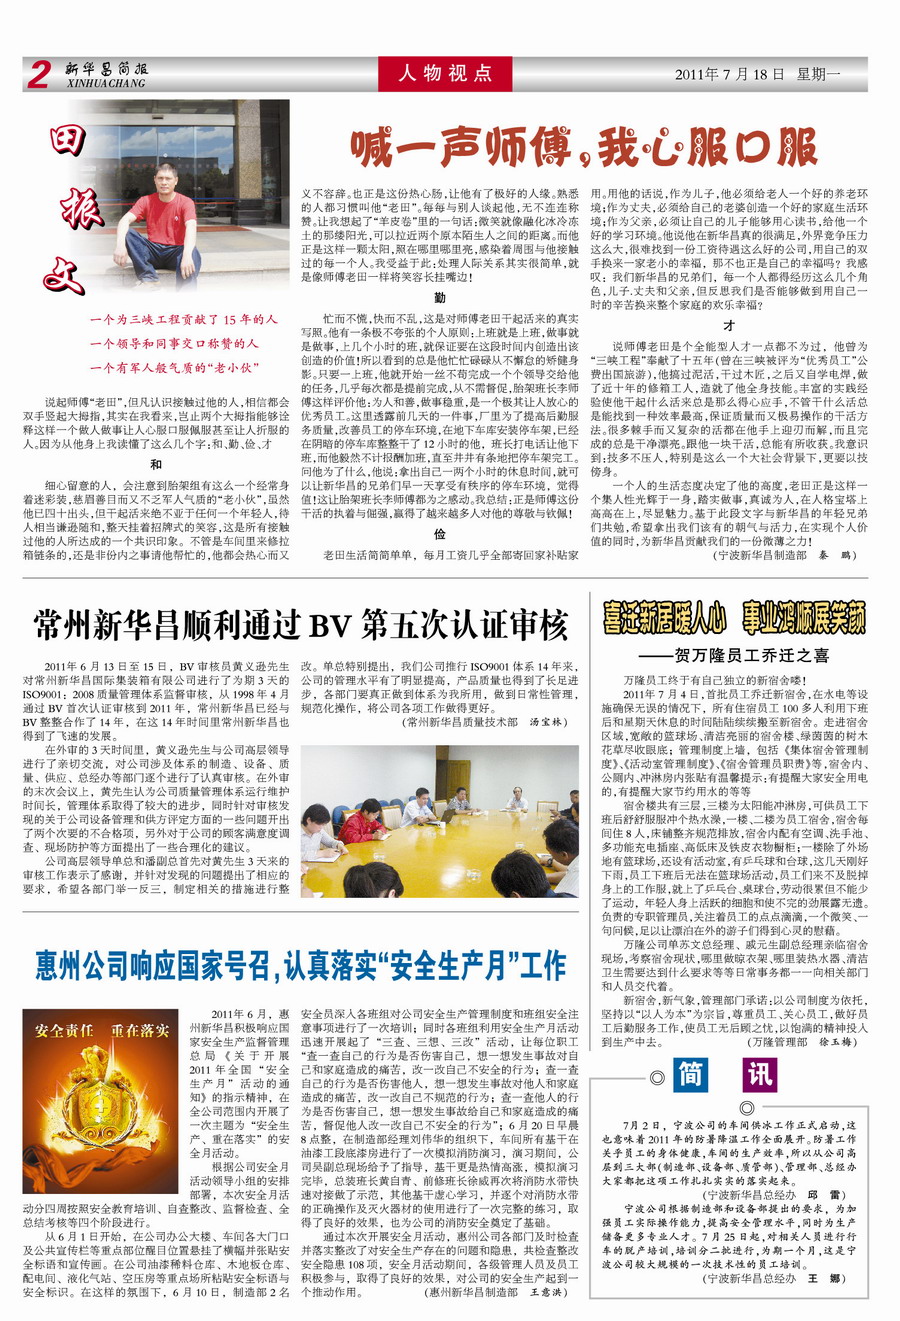 2 新华昌简报
XINHUACHANG
人物视点
2011年 7 月 18 日 星期一
田振文
喊一声师傅，我心服口服
一个为三峡工程贡献了 15 年的人
一个领导和同事交口称赞的人
一个有军人般气质的“老小伙”
说起师傅“老田”，但凡认识接触过他的人，相信都会
双手竖起大拇指，其实在我看来，岂止两个大拇指能够诠
释这样一个做人做事让人心服口服佩服甚至让人折服的
人。因为从他身上我读懂了这么几个字：和、勤、俭、才
和
细心留意的人，会注意到胎架组有这么一个经常身
着迷彩装，慈眉善目而又不乏军人气质的“老小伙”，虽然
他已四十出头，但干起活来绝不亚于任何一个年轻人，待
人相当谦逊随和，整天挂着招牌式的笑容，这是所有接触
过他的人所达成的一个共识印象。不管是车间里来修拉
箱链条的，还是非份内之事请他帮忙的，他都会热心而又
义不容辞。也正是这份热心肠，让他有了极好的人缘。熟悉
的人都习惯叫他“老田”。每每与别人谈起他，无不连连称
赞。让我想起了“羊皮卷”里的一句话：微笑就像融化冰冷冻
土的那缕阳光，可以拉近两个原本陌生人之间的距离。而他
正是这样一颗太阳，照在哪里哪里亮，感染着周围与他接触
过的每一个人。我受益于此：处理人际关系其实很简单，就
是像师傅老田一样将笑容长挂嘴边！
勤
忙而不慌，快而不乱，这是对师傅老田干起活来的真实
写照。他有一条极不夸张的个人原则：上班就是上班，做事就
是做事，上几个小时的班，就保证要在这段时间内创造出该
创造的价值！所以看到的总是他忙忙碌碌从不懈怠的矫健身
影。只要一上班，他就开始一丝不苟完成一个个领导交给他
的任务，几乎每次都是提前完成，从不需督促，胎架班长李师
傅这样评价他：为人和善，做事稳重，是一个极其让人放心的
优秀员工。这里透露前几天的一件事，厂里为了提高后勤服
务质量，改善员工的停车环境，在地下车库安装停车架，已经
在阴暗的停车库整整干了 12 小时的他，班长打电话让他下
班，而他毅然不计报酬加班，直至井井有条地把停车架完工。
问他为了什么，他说：拿出自己一两个小时的休息时间，就可
以让新华昌的兄弟们早一天享受有秩序的停车环境，觉得
值！这让胎架班长李师傅都为之感动。我总结：正是师傅这份
干活的执着与倔强，赢得了越来越多人对他的尊敬与钦佩！
俭
老田生活简简单单，每月工资几乎全部寄回家补贴家
用。用他的话说，作为儿子，他必须给老人一个好的养老环
境；作为丈夫，必须给自己的老婆创造一个好的家庭生活环
境；作为父亲，必须让自己的儿子能够用心读书，给他一个
好的学习环境。他说他在新华昌真的很满足，外界竞争压力
这么大，很难找到一份工资待遇这么好的公司，用自己的双
手换来一家老小的幸福，那不也正是自己的幸福吗？我感
叹：我们新华昌的兄弟们，每一个人都得经历这么几个角
色，儿子、丈夫和父亲，但反思我们是否能够做到用自己一
时的辛苦换来整个家庭的欢乐幸福？
才
说师傅老田是个全能型人才一点都不为过，他曾为
“三峡工程”奉献了十五年（曾在三峡被评为“优秀员工”公
费出国旅游），他搞过泥活，干过木匠，之后又自学电焊，做
了近十年的修箱工人，造就了他全身技能。丰富的实践经
验使他干起什么活来总是那么得心应手，不管干什么活总
是能找到一种效率最高，保证质量而又极易操作的干活方
法。很多棘手而又复杂的活都在他手上迎刃而解，而且完
成的总是干净漂亮。跟他一块干活，总能有所收获。我意识
到：技多不压人，特别是这么一个大社会背景下，更要以技
傍身。
一个人的生活态度决定了他的高度，老田正是这样一
个集人性光辉于一身，踏实做事，真诚为人，在人格宝塔上
高高在上，尽显魅力。基于此段文字与新华昌的年轻兄弟
们共勉，希望拿出我们该有的朝气与活力，在实现个人价
值的同时，为新华昌贡献我们的一份微薄之力！
（宁波新华昌制造部 秦 鹏）
常州新华昌顺利通过 BV 第五次认证审核
2011年 6 月 13 日至 15 日，BV 审核员黄义逊先生
对常州新华昌国际集装箱有限公司进行了为期 3 天的
ISO9001：2008 质量管理体系监督审核，从 1998 年 4 月
通过 BV 首次认证审核到 2011 年，常州新华昌已经与
BV 整整合作了 14 年，在这 14 年时间里常州新华昌也
得到了飞速的发展。
在外审的 3 天时间里，黄义逊先生与公司高层领导
进行了亲切交流，对公司涉及体系的制造、设备、质
量、供应、总经办等部门逐个进行了认真审核。在外审
的末次会议上，黄先生认为公司质量管理体系运行维护
时间长，管理体系取得了较大的进步，同时针对审核发
现的关于公司设备管理和供方评定方面的一些问题开出
了两个次要的不合格项，另外对于公司的顾客满意度调
查、现场防护等方面提出了一些合理化的建议。
公司高层领导单总和潘副总首先对黄先生 3 天来的
审核工作表示了感谢，并针对发现的问题提出了相应的
要求，希望各部门举一反三，制定相关的措施进行整
改。单总特别提出，我们公司推行 ISO9001 体系 14 年来，
公司的管理水平有了明显提高，产品质量也得到了长足进
步，各部门要真正做到体系为我所用，做到日常性管理，
规范化操作，将公司各项工作做得更好。
（常州新华昌质量技术部 汤宝林）
惠州公司响应国家号召，认真落实“安全生产月”工作
安全责任 重在落实
2011年 6 月，惠
州新华昌积极响应国
家安全生产监督管理
总局《关于开展
2011 年全国“安全
生产月”活动的通
知》的指示精神，在
全公司范围内开展了
一次主题为“安全生
产、重在落实”的安
全月活动。
根据公司安全月
活动领导小组的安排
部署，本次安全月活
动分四周按照安全教育培训、自查整改、监督检查、全
总结考核等四个阶段进行。
从 6 月 1 日开始，在公司办公大楼、车间各大门口
及公共宣传栏等重点部位醒目位置悬挂了横幅并张贴安
全标语和宣传画。在公司油漆稀料仓库、木地板仓库、
配电间、液化气站、空压房等重点场所粘贴安全标语与
安全标识。在这样的氛围下，6 月 10 日，制造部 2 名
安全员深入各班组对公司安全生产管理制度和班组安全注
意事项进行了一次培训；同时各班组利用安全生产月活动
迅速开展起了“三查、三想、三改”活动，让每位职工
“查一查自己的行为是否伤害自己，想一想发生事故对自
己和家庭造成的痛苦，改一改自己不安全的行为；查一查
自己的行为是否伤害他人，想一想发生事故对他人和家庭
造成的痛苦，改一改自己不规范的行为；查一查他人的行
为是否伤害自己，想一想发生事故给自己和家庭造成的痛
苦，督促他人改一改自己不安全的行为”；6 月 20 日早晨
8 点整，在制造部经理刘伟华的组织下，车间所有基干在
油漆工段底漆房进行了一次模拟消防演习，演习期间，公
司吴副总现场给予了指导，基干更是热情高涨，模拟演习
完毕，总装班长黄自青、前修班长徐威再次将消防水带快
速对接做了示范，其他基干虚心学习，并逐个对消防水带
的正确操作及灭火器材的使用进行了一次完整的练习，取
得了良好的效果，也为公司的消防安全奠定了基础。
通过本次开展安全月活动，惠州公司各部门及时检查
并落实整改了对安全生产存在的问题和隐患，共检查整改
安全隐患 108 项，安全月活动期间，各级管理人员及员工
积极参与，取得了良好的效果，对公司的安全生产起到一
个推动作用。 （惠州新华昌制造部 王意洪）
喜迁新居暖人心 事业鸿顺展笑颜
——贺万隆员工乔迁之喜
万隆员工终于有自己独立的新宿舍喽！
2011年 7 月 4 日，首批员工乔迁新宿舍，在水电等设
施确保无误的情况下，所有住宿员工 100 多人利用下班
后和星期天休息的时间陆陆续续搬至新宿舍。走进宿舍
区域，宽敞的篮球场、清洁亮丽的宿舍楼、绿茵茵的树木
花草尽收眼底；管理制度上墙，包括《集体宿舍管理制
度》、《活动室管理制度》、《宿舍管理员职责》等，宿舍内、
公厕内、冲淋房内张贴有温馨提示：有提醒大家安全用电
的，有提醒大家节约用水的等等
宿舍楼共有三层，三楼为太阳能冲淋房，可供员工下
班后舒舒服服冲个热水澡，一楼、二楼为员工宿舍，宿舍每
间住 8 人，床铺整齐规范排放，宿舍内配有空调、洗手池、
多功能充电插座、高低床及铁皮衣物橱柜；一楼除了外场
地有篮球场，还设有活动室，有乒乓球和台球，这几天刚好
下雨，员工下班后无法在篮球场活动，员工们来不及脱掉
身上的工作服，就上了乒乓台、桌球台，劳动很累但不能少
了运动，年轻人身上活跃的细胞和使不完的劲展露无遗。
负责的专职管理员，关注着员工的点点滴滴，一个微笑、一
句问候，足以让漂泊在外的游子们得到心灵的慰藉。
万隆公司单苏文总经理、戚元生副总经理亲临宿舍
现场，考察宿舍现状，哪里做晾衣架、哪里装热水器、清洁
卫生需要达到什么要求等等日常事务都一一向相关部门
和人员交代着。
新宿舍，新气象，管理部门承诺：以公司制度为依托，
坚持以“以人为本”为宗旨，尊重员工、关心员工，做好员
工后勤服务工作，使员工无后顾之忧，以饱满的精神投入
到生产中去。 （万隆管理部 徐玉梅）
简讯
7月 2 日，宁波公司的车间供冰工作正式启动，这
也意味着 2011 年的防暑降温工作全面展开。防暑工作
关乎员工的身体健康，车间的生产效率，所以从公司高
层到三大部（制造部、设备部、质管部）、管理部、总经办
大家都把这项工作扎扎实实的落实起来。
（宁波新华昌总经办 邱 雷）
宁波公司根据制造部和设备部提出的要求，为加
强员工实际操作能力，提高安全管理水平，同时为生产
储备更多专业人才。7 月 25 日起，对相关人员进行行
车的脱产培训，培训分二批进行，为期一个月，这是宁
波公司较大规模的一次技术性的员工培训。
（宁波新华昌总经办 王 娜）